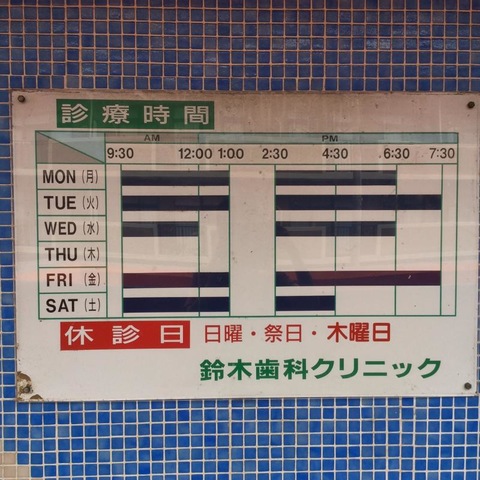 診療時間
AM PM
9:30 12:00 1:00 2:30 4:30 6:30 7:30
MON (月)
TUE (火)
WED (水)
THU (木)
FRI (金)
SAT (土)
休診日 日曜・祭日・木曜日
鈴木歯科クリニック